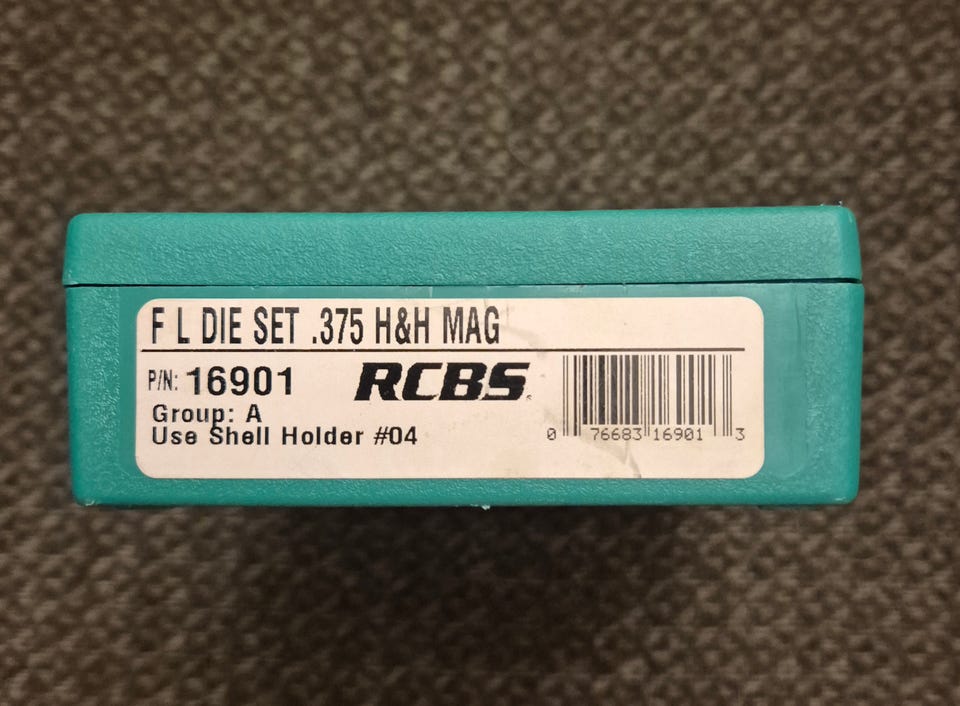 F L DIE SET .375 H&H MAG
P/N: 16901
RCBS
Group: A
Use Shell Holder #04
0 76683 16901 3